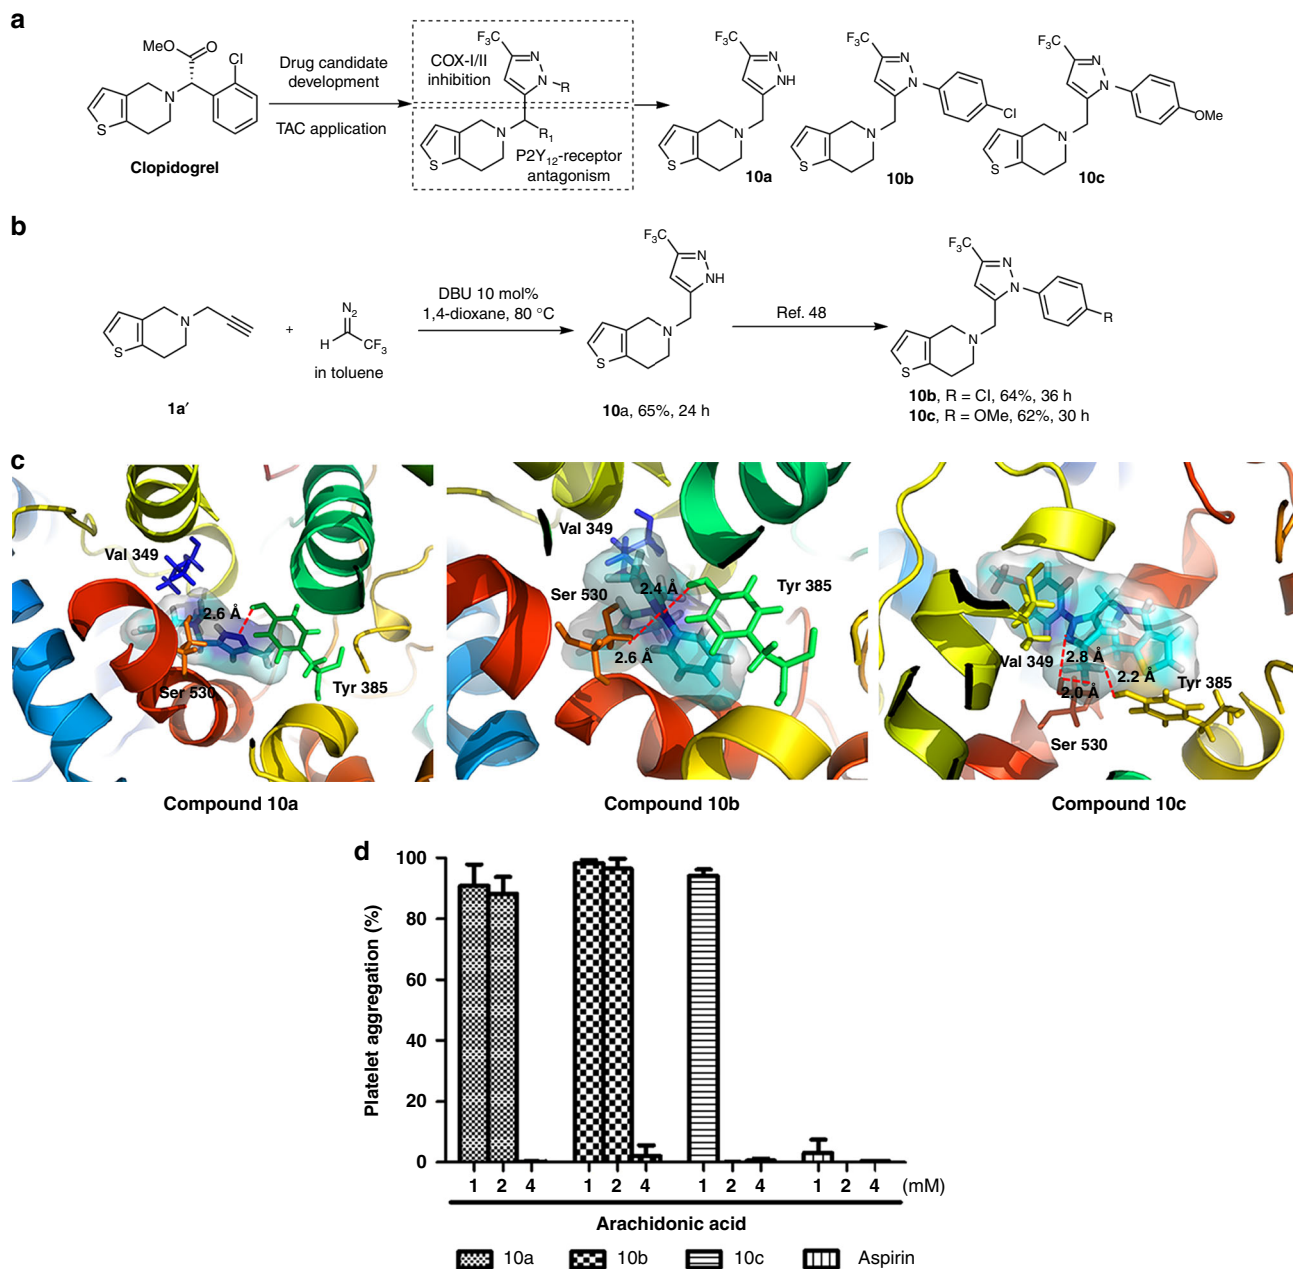 a
MeO
O
Cl
N
S
Clopidogrel
Drug candidate
development
TAC application
COX-I/II
inhibition
F3C
N
N
R
N
R1
S
P2Y12-receptor
antagonism
F3C
N
NH
N
S
10a
F3C
N
N
Cl
N
S
10b
F3C
N
N
OMe
N
S
10c
b
N
S
1a′
+
N2
H
CF3
in toluene
DBU 10 mol%
1,4-dioxane, 80 °C
F3C
N
NH
N
S
10a, 65%, 24 h
Ref. 48
F3C
N
N
R
N
S
10b, R = Cl, 64%, 36 h
10c, R = OMe, 62%, 30 h
c
Val 349
2.6 Å
Ser 530
Tyr 385
Compound 10a
Val 349
2.4 Å
Ser 530
Tyr 385
2.6 Å
Compound 10b
Val 349
2.8 Å
2.2 Å
Tyr 385
2.0 Å
Ser 530
Compound 10c
d
Platelet aggregation (%)
100
80
60
40
20
0
1 2 4 1 2 4 1 2 4 1 2 4 (mM)
Arachidonic acid
10a 10b 10c Aspirin